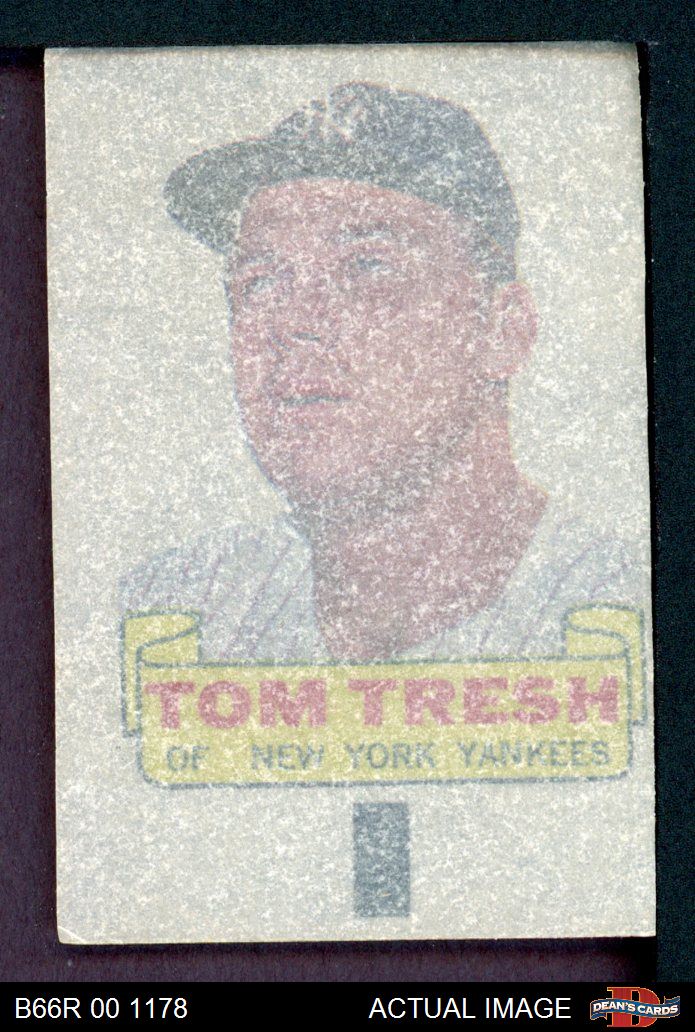 TOM TRESH
OF NEW YORK YANKEES
B66R 00 1178
ACTUAL IMAGE
D
DEAN'S CARDS